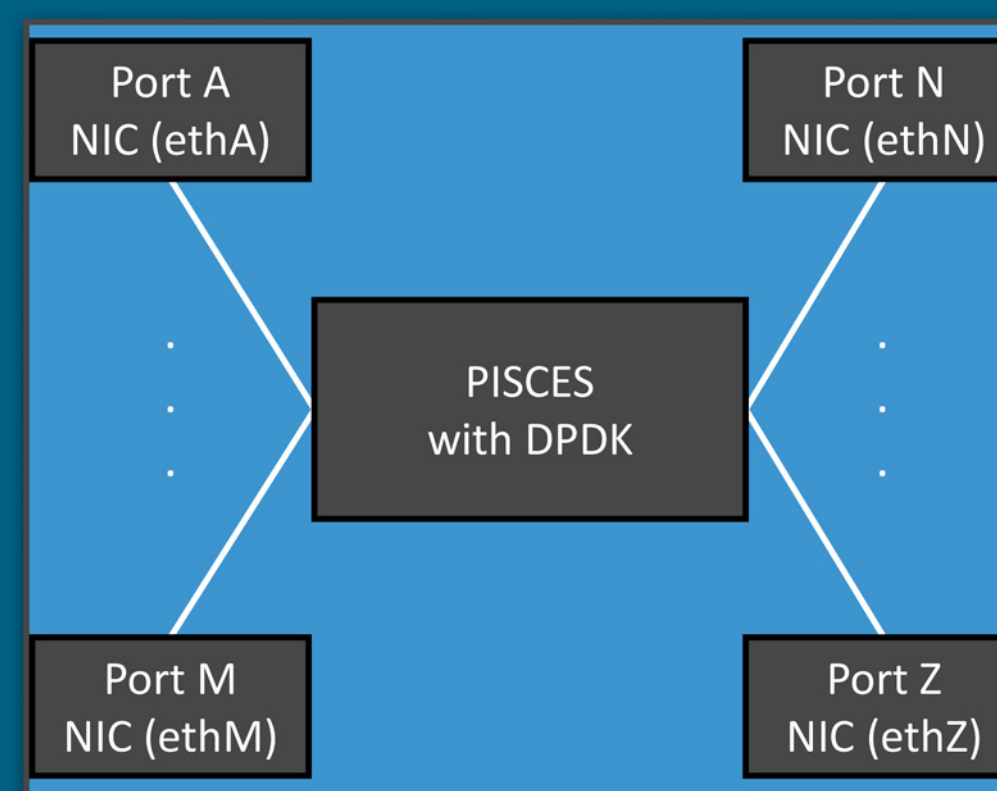 Port A
NIC (ethA)
Port N
NIC (ethN)
PISCES
with DPDK
Port M
NIC (ethM)
Port Z
NIC (ethZ)